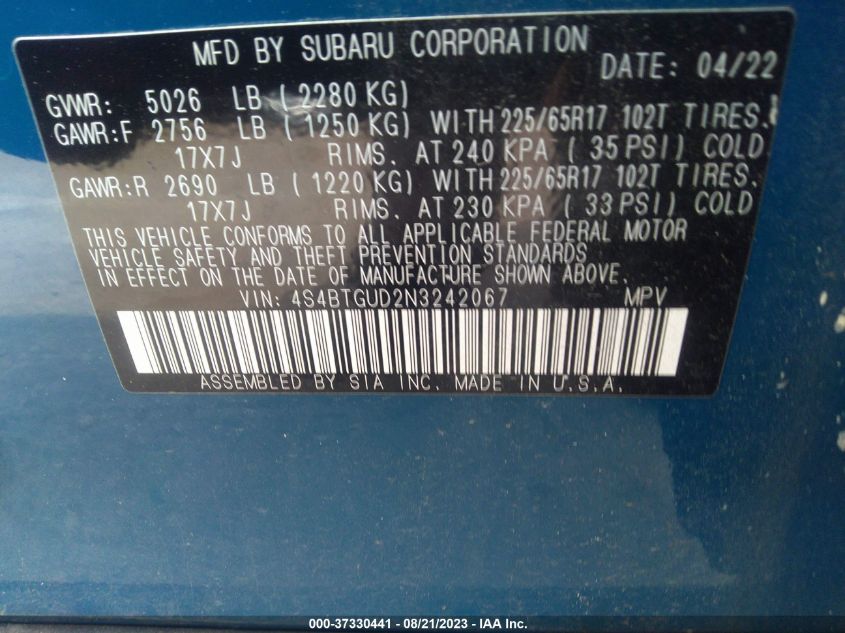 MFD BY SUBARU CORPORATION
DATE: 04/22
GVWR: 5026 LB ( 2280 KG)
GAWR:F 2756 LB ( 1250 KG) WITH 225/65R17 102T TIRES.
17X7J RIMS. AT 240 KPA ( 35 PSI) COLD
GAWR:R 2690 LB ( 1220 KG) WITH 225/65R17 102T TIRES.
17X7J RIMS. AT 230 KPA ( 33 PSI) COLD
THIS VEHICLE CONFORMS TO ALL APPLICABLE FEDERAL MOTOR
VEHICLE SAFETY AND THEFT PREVENTION STANDARDS
IN EFFECT ON THE DATE OF MANUFACTURE SHOWN ABOVE.
VIN: 4S4BTGUD2N3242067 MPV
ASSEMBLED BY SIA INC. MADE IN U.S.A.
000-37330441 - 08/21/2023 - IAA Inc.